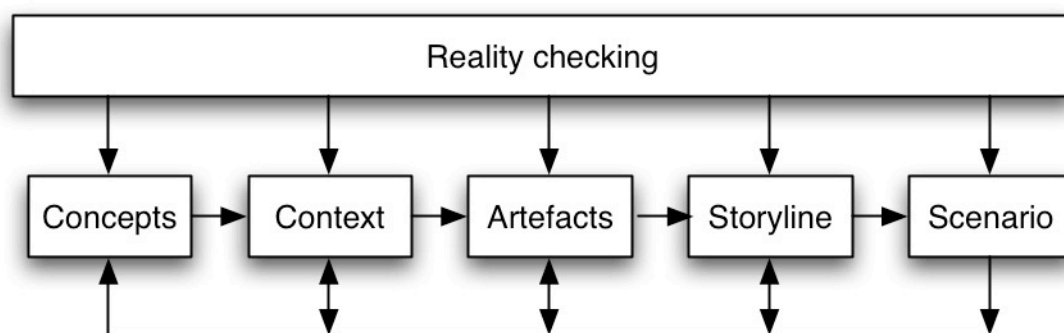 Reality checking
Concepts
Context
Artefacts
Storyline
Scenario